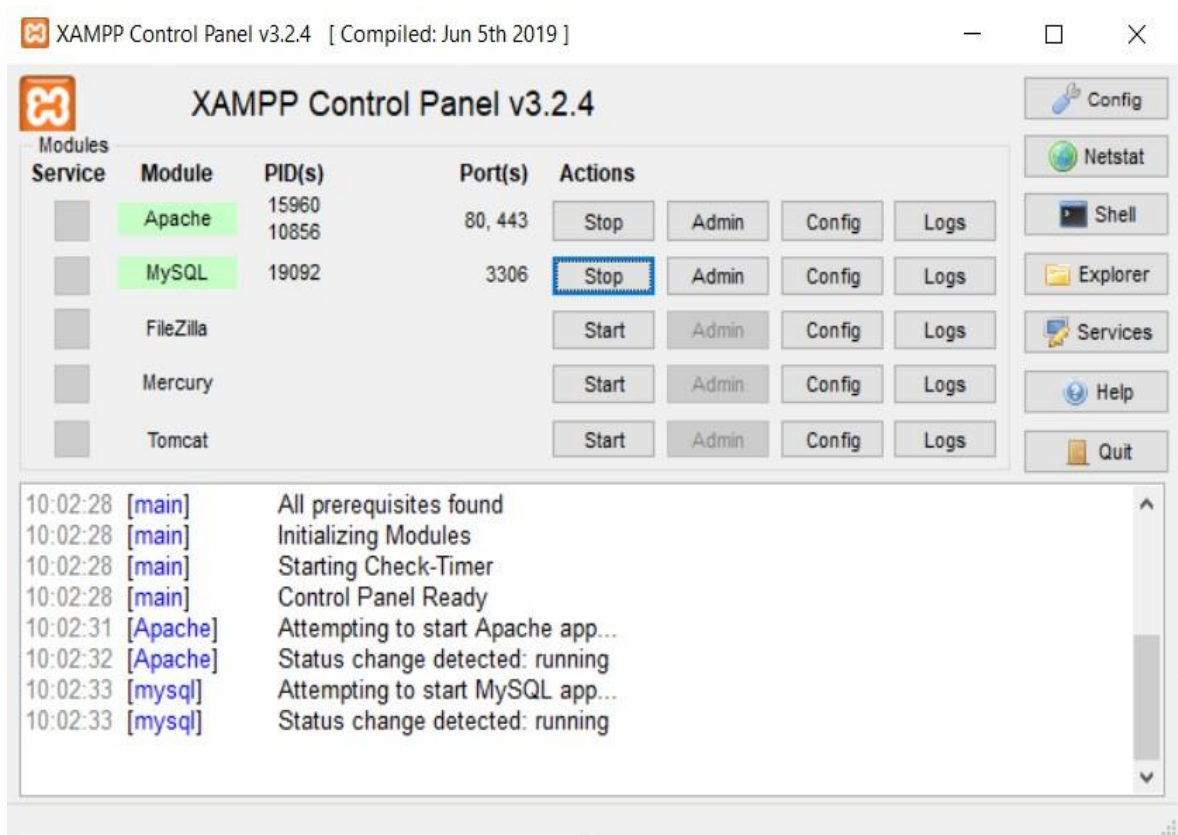 XAMPP Control Panel v3.2.4 [ Compiled: Jun 5th 2019 ]
XAMPP Control Panel v3.2.4
Config
Modules
Netstat
Service Module PID(s) Port(s) Actions
Apache 15960 10856 80, 443 Stop Admin Config Logs
Shell
MySQL 19092 3306 Stop Admin Config Logs
Explorer
FileZilla Start Admin Config Logs
Services
Mercury Start Admin Config Logs
Help
Tomcat Start Admin Config Logs
Quit
10:02:28 [main] All prerequisites found
10:02:28 [main] Initializing Modules
10:02:28 [main] Starting Check-Timer
10:02:28 [main] Control Panel Ready
10:02:31 [Apache] Attempting to start Apache app...
10:02:32 [Apache] Status change detected: running
10:02:33 [mysql] Attempting to start MySQL app...
10:02:33 [mysql] Status change detected: running